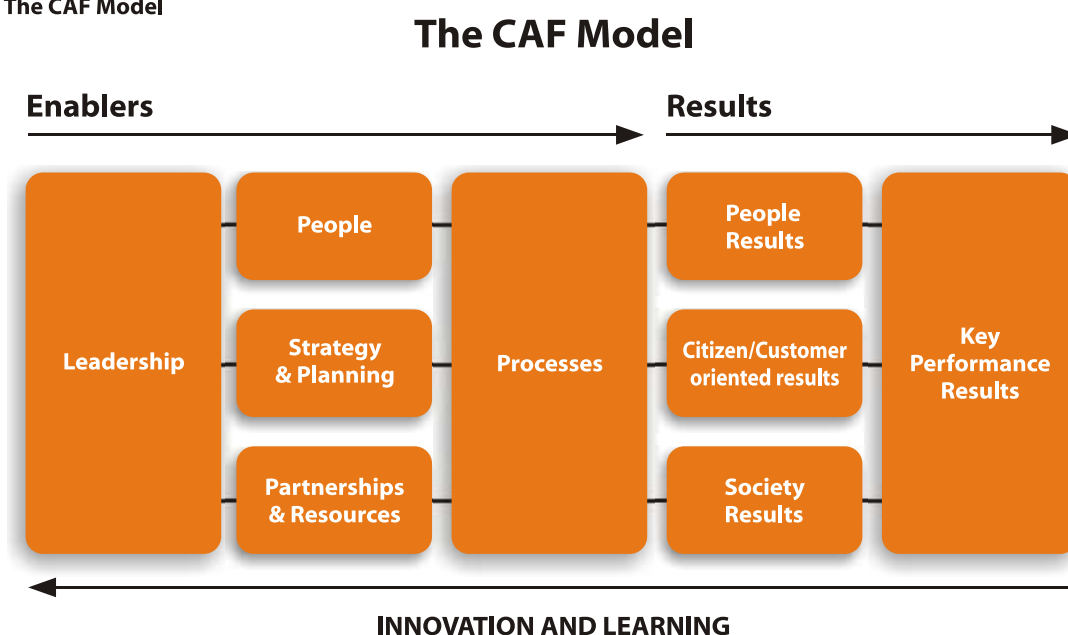 The CAF Model
The CAF Model
Enablers
Results
Leadership
People
Strategy
& Planning
Partnerships
& Resources
Processes
People
Results
Citizen/Customer
oriented results
Society
Results
Key
Performance
Results
INNOVATION AND LEARNING